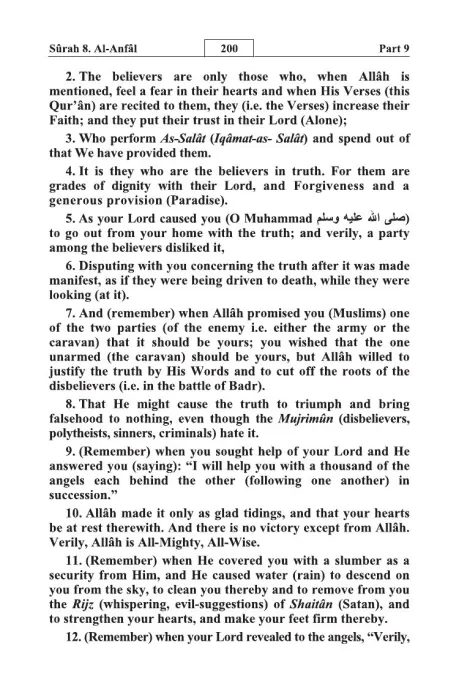 Sûrah 8. Al-Anfâl 200 Part 9
2. The believers are only those who, when Allâh is
mentioned, feel a fear in their hearts and when His Verses (this
Qur’ân) are recited to them, they (i.e. the Verses) increase their
Faith; and they put their trust in their Lord (Alone);
3. Who perform As-Salât (Iqâmat-as- Salât) and spend out of
that We have provided them.
4. It is they who are the believers in truth. For them are
grades of dignity with their Lord, and Forgiveness and a
generous provision (Paradise).
5. As your Lord caused you (O Muhammad صلى الله عليه وسلم)
to go out from your home with the truth; and verily, a party
among the believers disliked it,
6. Disputing with you concerning the truth after it was made
manifest, as if they were being driven to death, while they were
looking (at it).
7. And (remember) when Allâh promised you (Muslims) one
of the two parties (of the enemy i.e. either the army or the
caravan) that it should be yours; you wished that the one
unarmed (the caravan) should be yours, but Allâh willed to
justify the truth by His Words and to cut off the roots of the
disbelievers (i.e. in the battle of Badr).
8. That He might cause the truth to triumph and bring
falsehood to nothing, even though the Mujrimûn (disbelievers,
polytheists, sinners, criminals) hate it.
9. (Remember) when you sought help of your Lord and He
answered you (saying): “I will help you with a thousand of the
angels each behind the other (following one another) in
succession.”
10. Allâh made it only as glad tidings, and that your hearts
be at rest therewith. And there is no victory except from Allâh.
Verily, Allâh is All-Mighty, All-Wise.
11. (Remember) when He covered you with a slumber as a
security from Him, and He caused water (rain) to descend on
you from the sky, to clean you thereby and to remove from you
the Rijz (whispering, evil-suggestions) of Shaitân (Satan), and
to strengthen your hearts, and make your feet firm thereby.
12. (Remember) when your Lord revealed to the angels, “Verily,